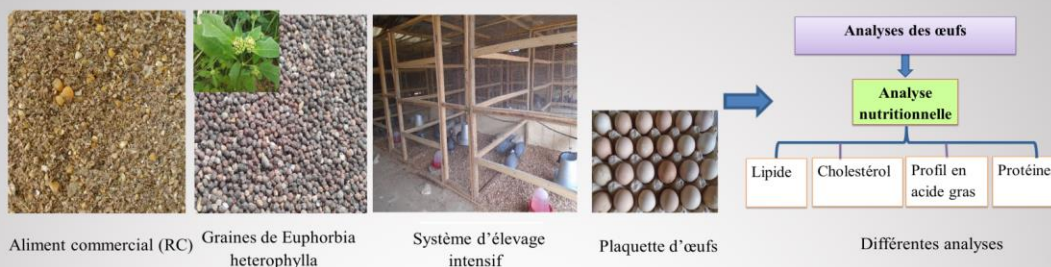 Analyses des œufs
Analyse
nutritionnelle
Lipide
Cholestérol
Profil en
acide gras
Protéine
Aliment commercial (RC)
Graines de Euphorbia
heterophylla
Système d'élevage
intensif
Plaquette d'œufs
Différentes analyses